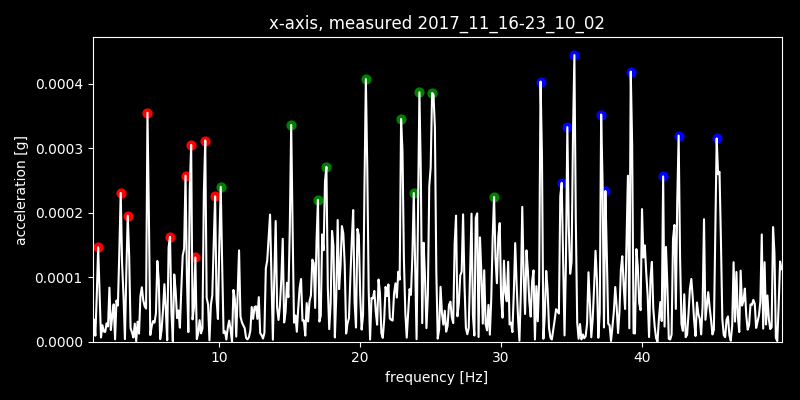 x-axis, measured 2017_11_16-23_10_02
acceleration [g]
0.0004
0.0003
0.0002
0.0001
0.0000
10 20 30 40
frequency [Hz]